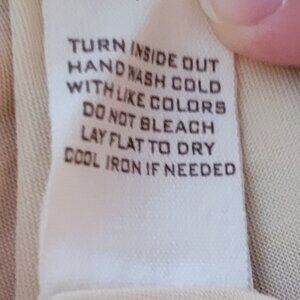 TURN INSIDE OUT
HAND WASH COLD
WITH LIKE COLORS
DO NOT BLEACH
LAY FLAT TO DRY
COOL IRON IF NEEDED